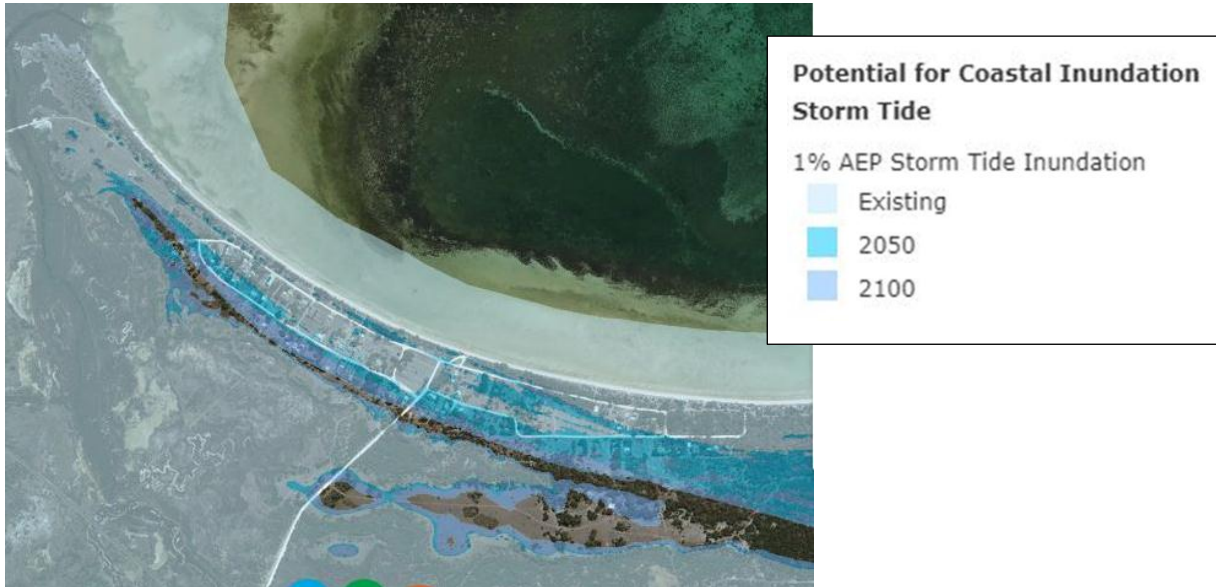 Potential for Coastal Inundation
Storm Tide
1% AEP Storm Tide Inundation
Existing
2050
2100